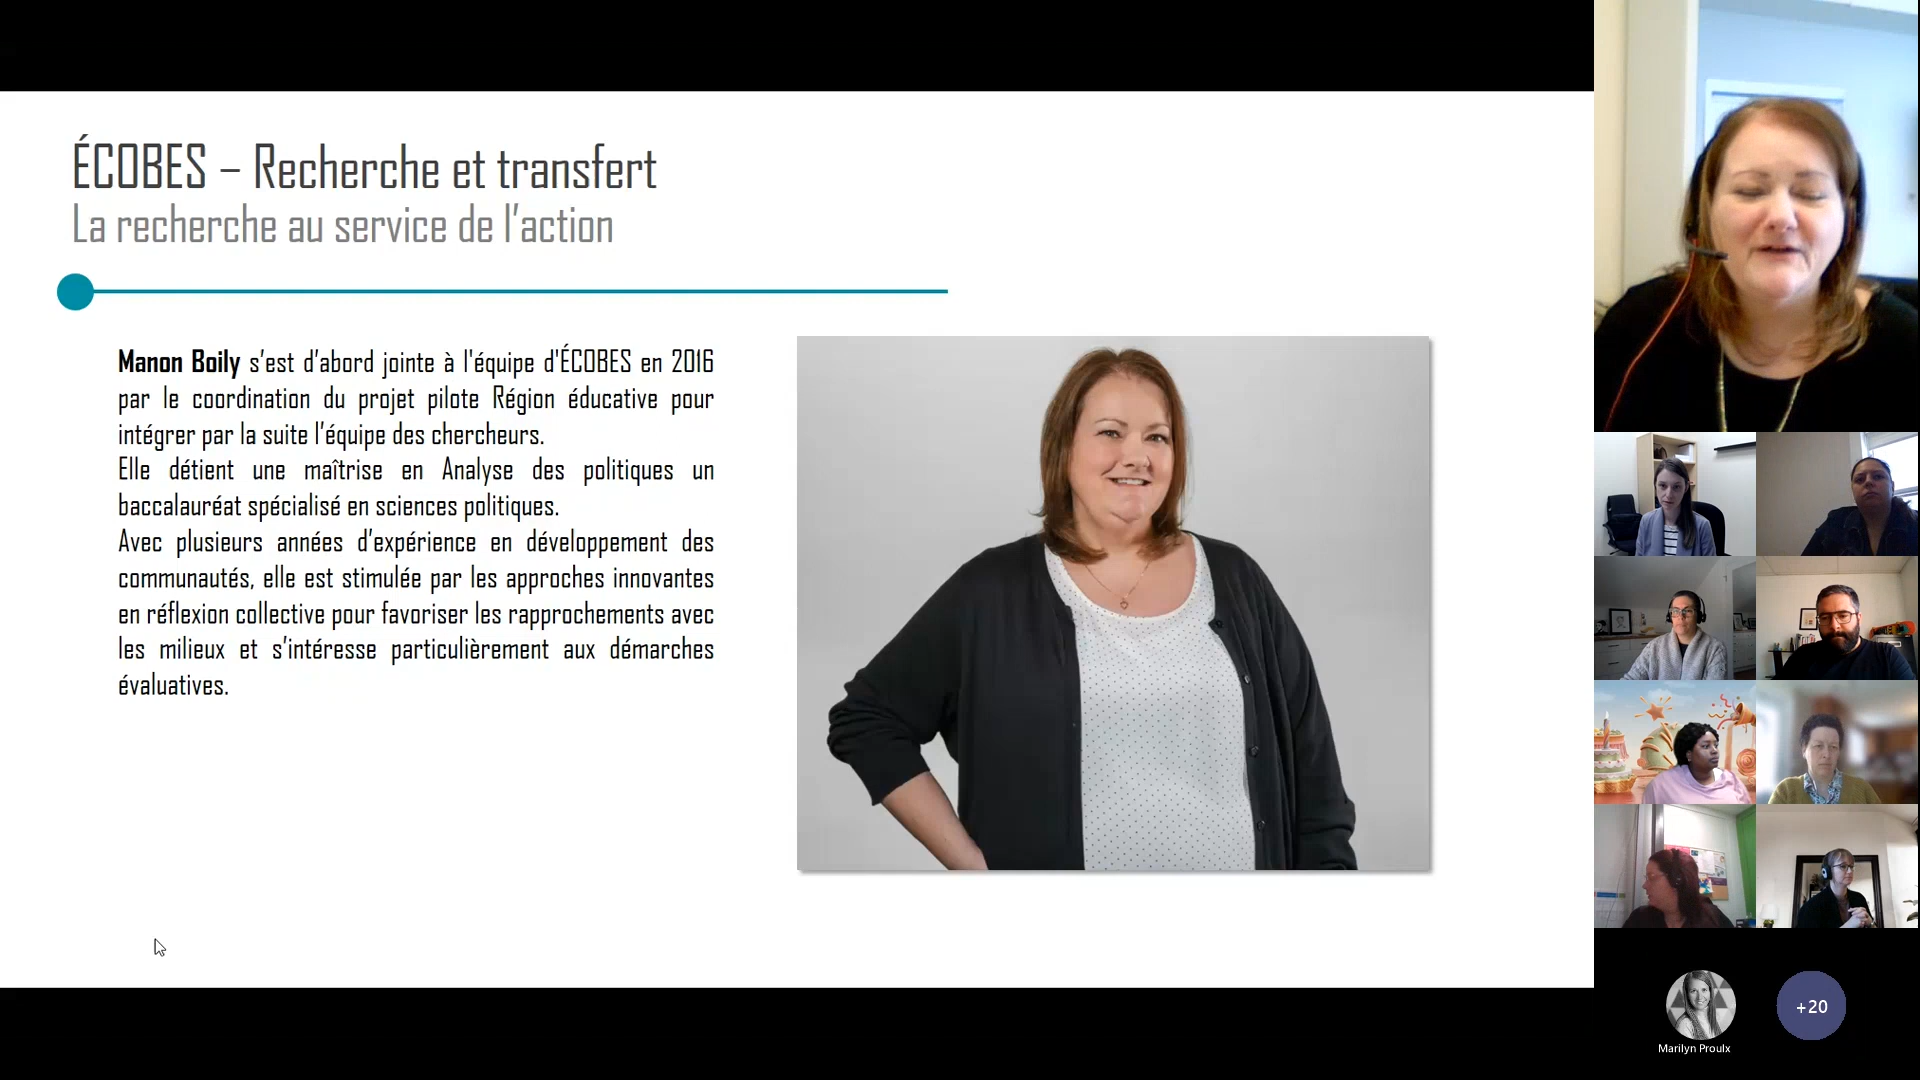 ÉCOBES – Recherche et transfert
La recherche au service de l’action
Manon Boily s’est d’abord jointe à l'équipe d'ÉCOBES en 2016
par le coordination du projet pilote Région éducative pour
intégrer par la suite l’équipe des chercheurs.
Elle détient une maîtrise en Analyse des politiques un
baccalauréat spécialisé en sciences politiques.
Avec plusieurs années d’expérience en développement des
communautés, elle est stimulée par les approches innovantes
en réflexion collective pour favoriser les rapprochements avec
les milieux et s’intéresse particulièrement aux démarches
évaluatives.
+20
Marilyn Proulx